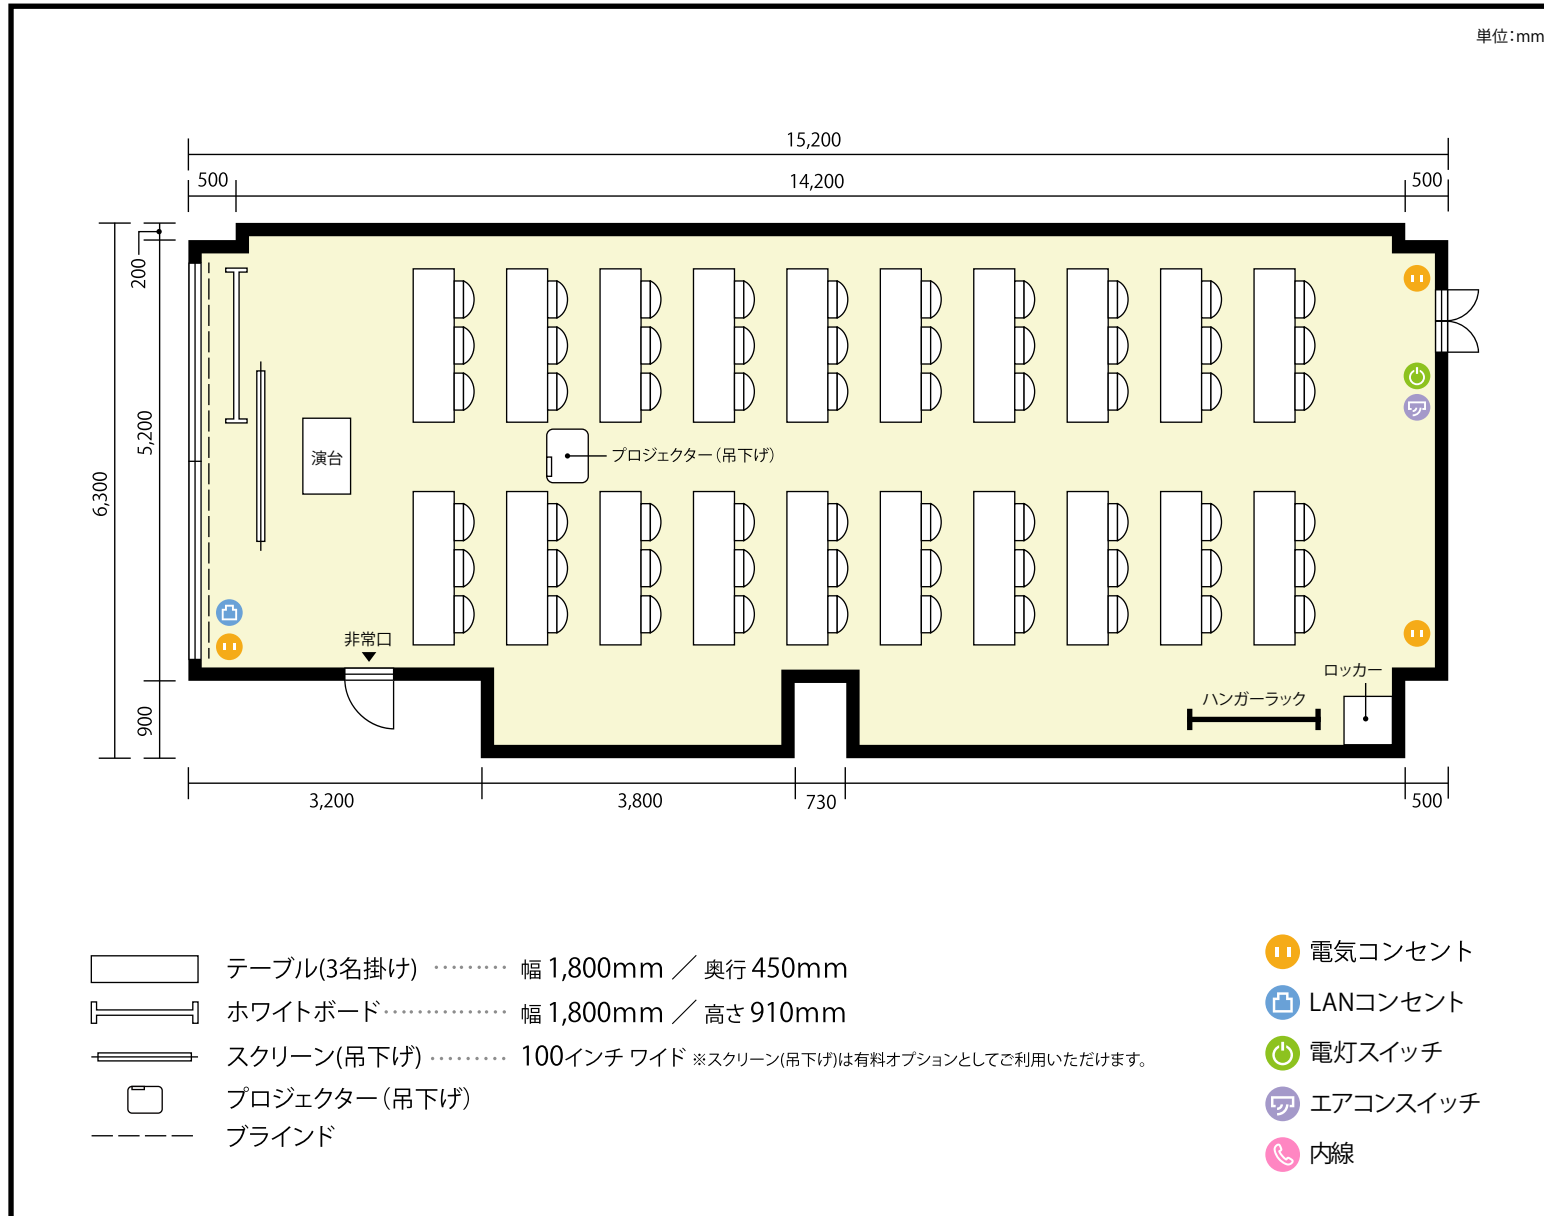 単位:mm
15,200
500
14,200
500
200
5,200
6,300
900
演台
プロジェクター(吊下げ)
非常口
ロッカー
ハンガーラック
3,200
3,800
730
500
テーブル(3名掛け) ········· 幅 1,800mm ／ 奥行 450mm
ホワイトボード ··············· 幅 1,800mm ／ 高さ 910mm
スクリーン(吊下げ) ········· 100インチ ワイド ※スクリーン(吊下げ)は有料オプションとしてご利用いただけます。
プロジェクター(吊下げ)
ブラインド
電気コンセント
LANコンセント
電灯スイッチ
エアコンスイッチ
内線